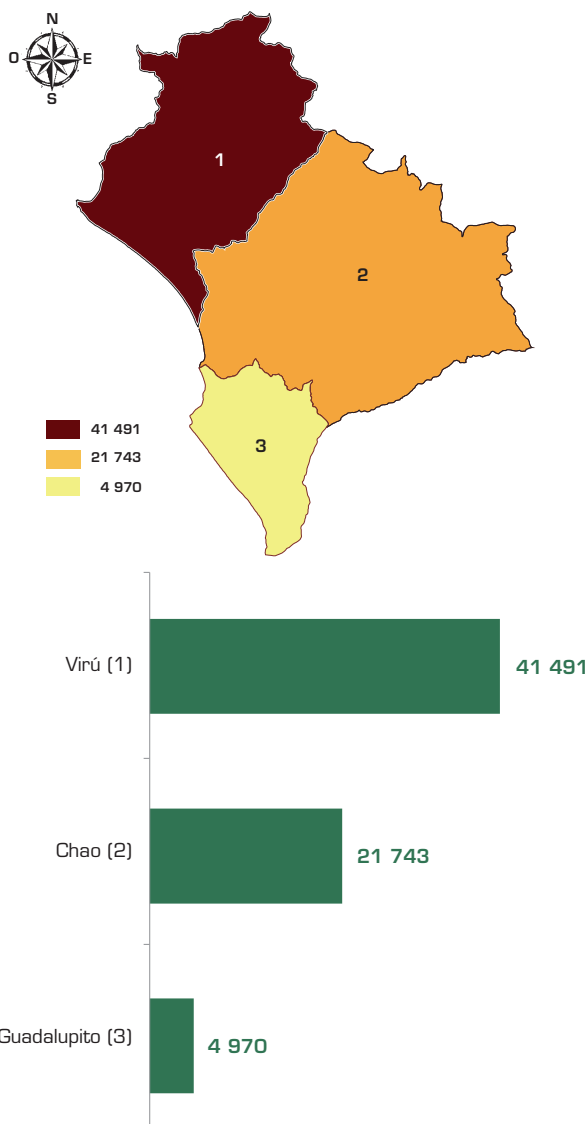 N
O E
S
1
2
3
41 491
21 743
4 970
Virú (1) 41 491
Chao (2) 21 743
Guadalupito (3) 4 970